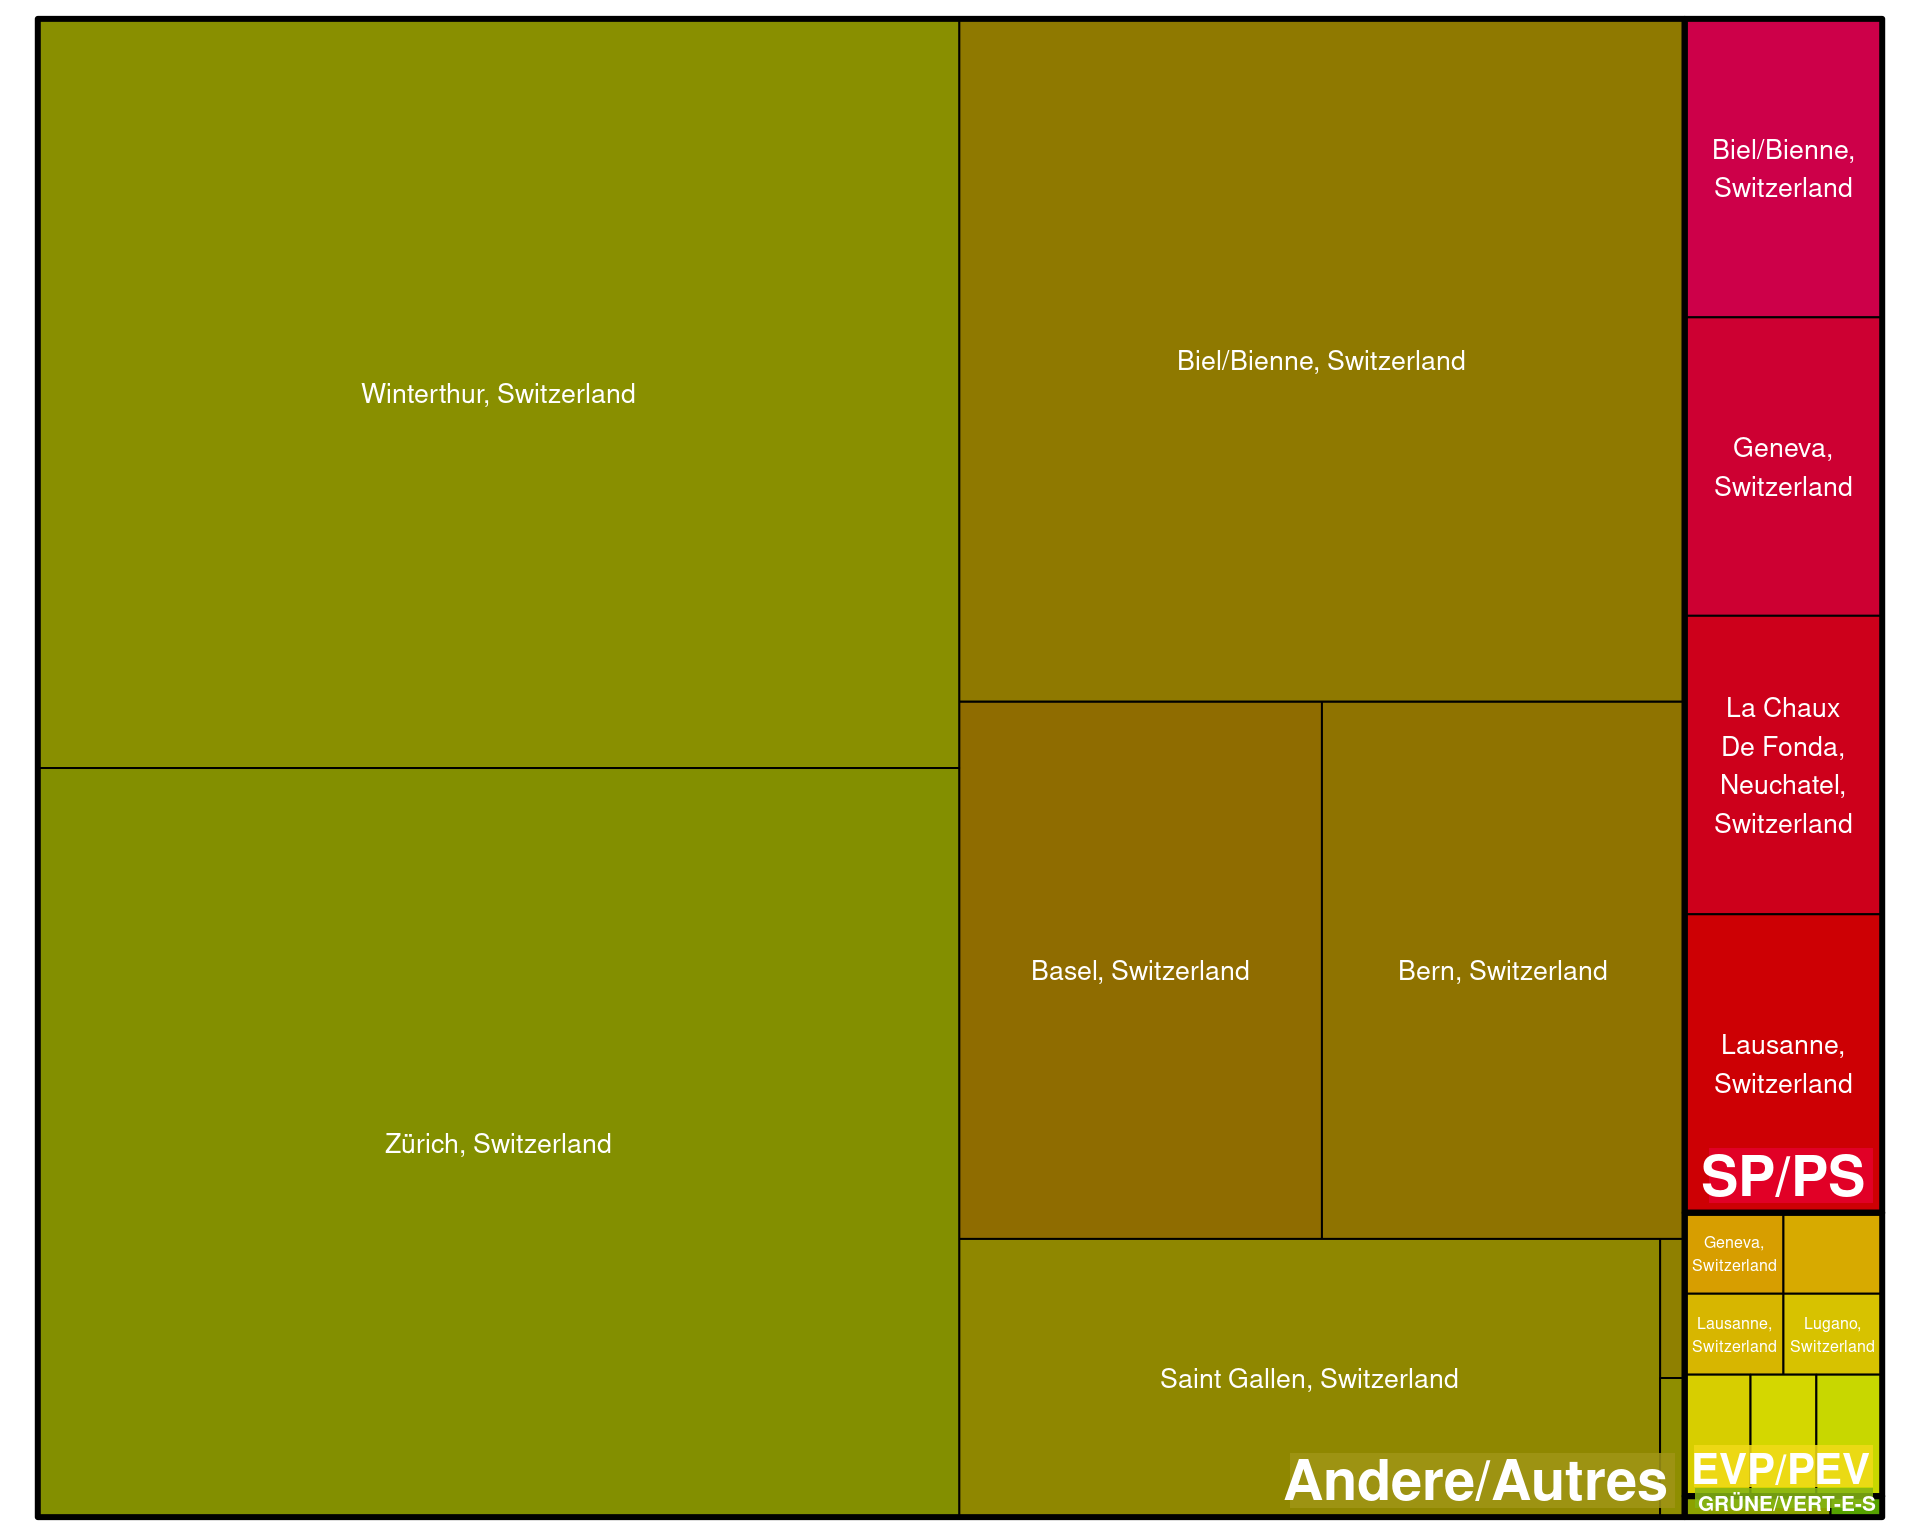 Winterthur, Switzerland
Zürich, Switzerland
Biel/Bienne, Switzerland
Basel, Switzerland
Bern, Switzerland
Saint Gallen, Switzerland
Andere/Autres
Biel/Bienne,
Switzerland
Geneva,
Switzerland
La Chaux
De Fonda,
Neuchatel,
Switzerland
Lausanne,
Switzerland
SP/PS
Geneva,
Switzerland
Lausanne,
Switzerland
Lugano,
Switzerland
EVP/PEV
GRÜNE/VERT-E-S